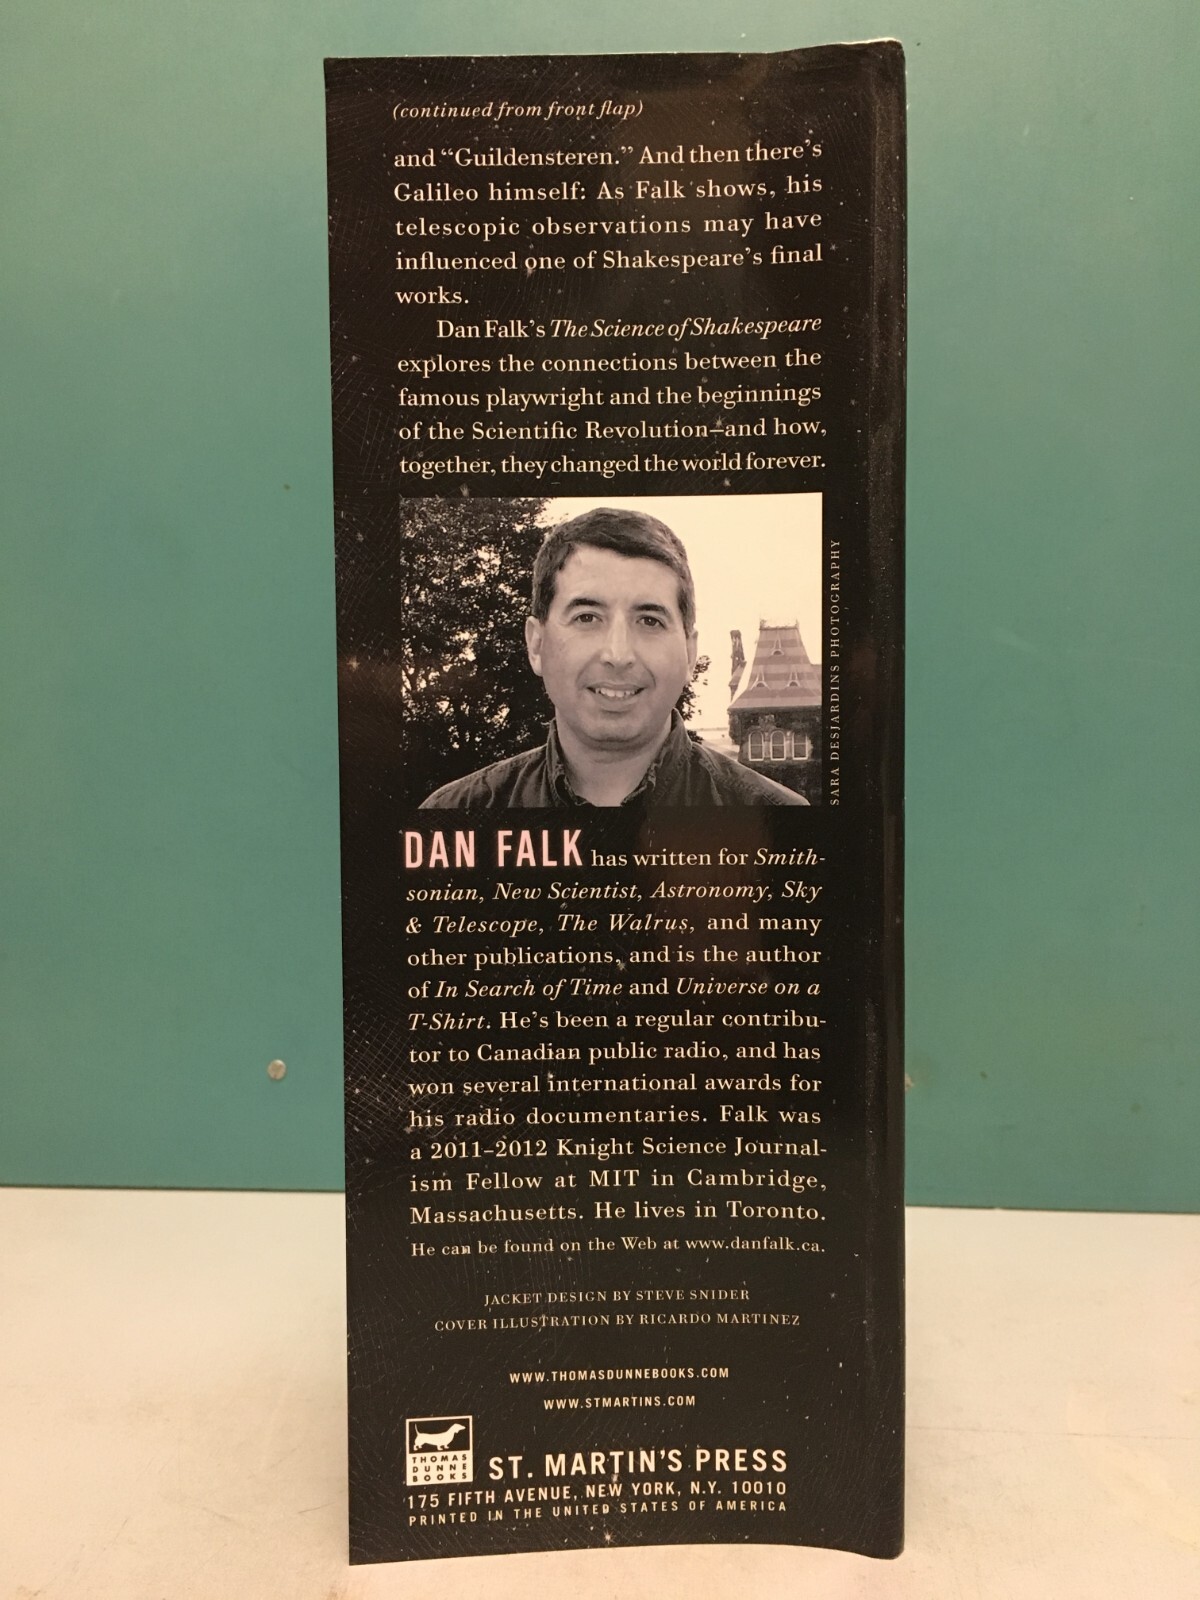 (continued from front flap)
and “Guildensteren.” And then there’s
Galileo himself: As Falk shows, his
telescopic observations may have
influenced one of Shakespeare’s final
works.
Dan Falk’s The Science of Shakespeare
explores the connections between the
famous playwright and the beginnings
of the Scientific Revolution—and how,
together, they changed the world forever.
SARA DESJARDINS PHOTOGRAPHY
DAN FALK has written for Smith-
sonian, New Scientist, Astronomy, Sky
& Telescope, The Walrus, and many
other publications, and is the author
of In Search of Time and Universe on a
T-Shirt. He’s been a regular contribu-
tor to Canadian public radio, and has
won several international awards for
his radio documentaries. Falk was
a 2011–2012 Knight Science Journal-
ism Fellow at MIT in Cambridge,
Massachusetts. He lives in Toronto.
He can be found on the Web at www.danfalk.ca.
JACKET DESIGN BY STEVE SNIDER
COVER ILLUSTRATION BY RICARDO MARTINEZ
WWW.THOMASDUNNEBOOKS.COM
WWW.STMARTINS.COM
THOMAS
DUNNE
BOOKS
ST. MARTIN’S PRESS
175 FIFTH AVENUE, NEW YORK, N.Y. 10010
PRINTED IN THE UNITED STATES OF AMERICA